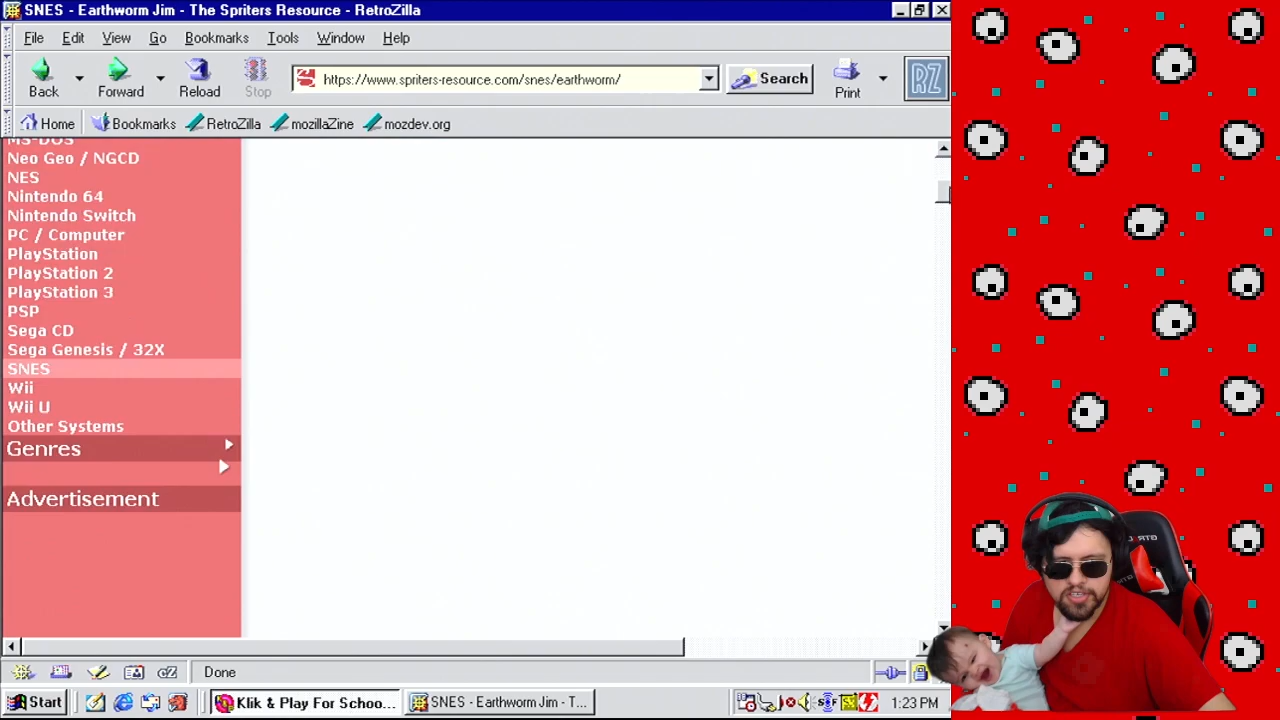 SNES - Earthworm Jim - The Spriters Resource - RetroZilla
File Edit View Go Bookmarks Tools Window Help
Back Forward Reload Stop https://www.spriters-resource.com/snes/earthworm/ Search Print RZ
Home Bookmarks RetroZilla mozillaZine mozdev.org
MS-DOS
Neo Geo / NGCD
NES
Nintendo 64
Nintendo Switch
PC / Computer
PlayStation
PlayStation 2
PlayStation 3
PSP
Sega CD
Sega Genesis / 32X
SNES
Wii
Wii U
Other Systems
Genres
Advertisement
Done
Start Klik & Play For Schoo... SNES - Earthworm Jim - T... 1:23 PM